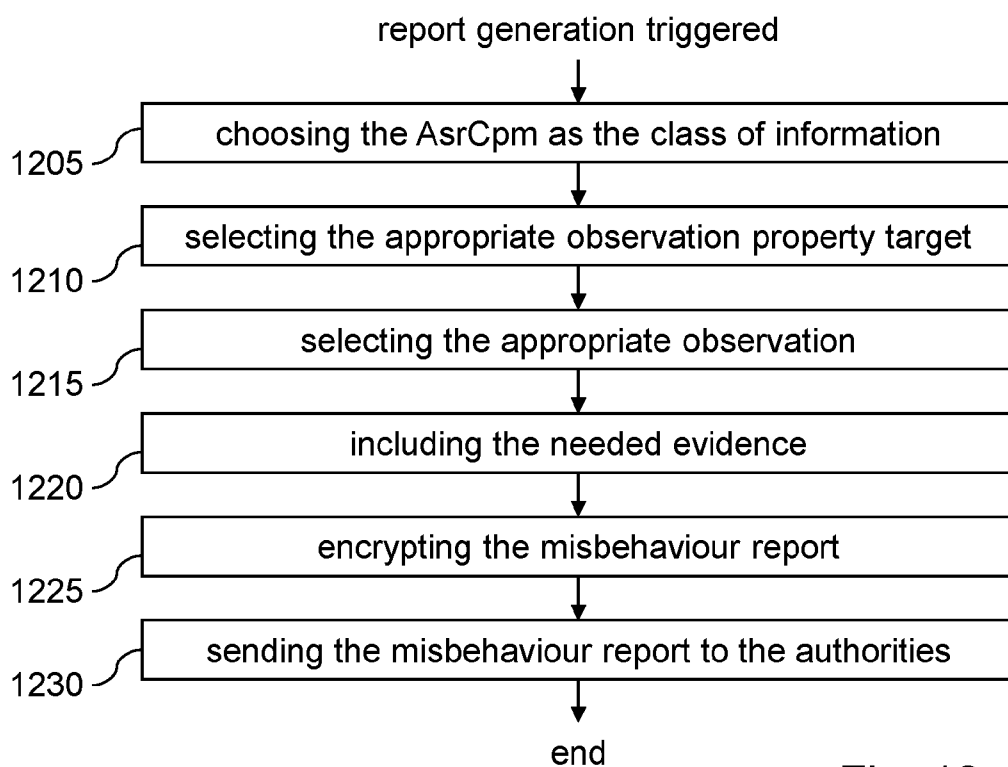 report generation triggered
choosing the AsrCpm as the class of information
1205
selecting the appropriate observation property target
1210
selecting the appropriate observation
1215
including the needed evidence
1220
encrypting the misbehaviour report
1225
sending the misbehaviour report to the authorities
1230
end